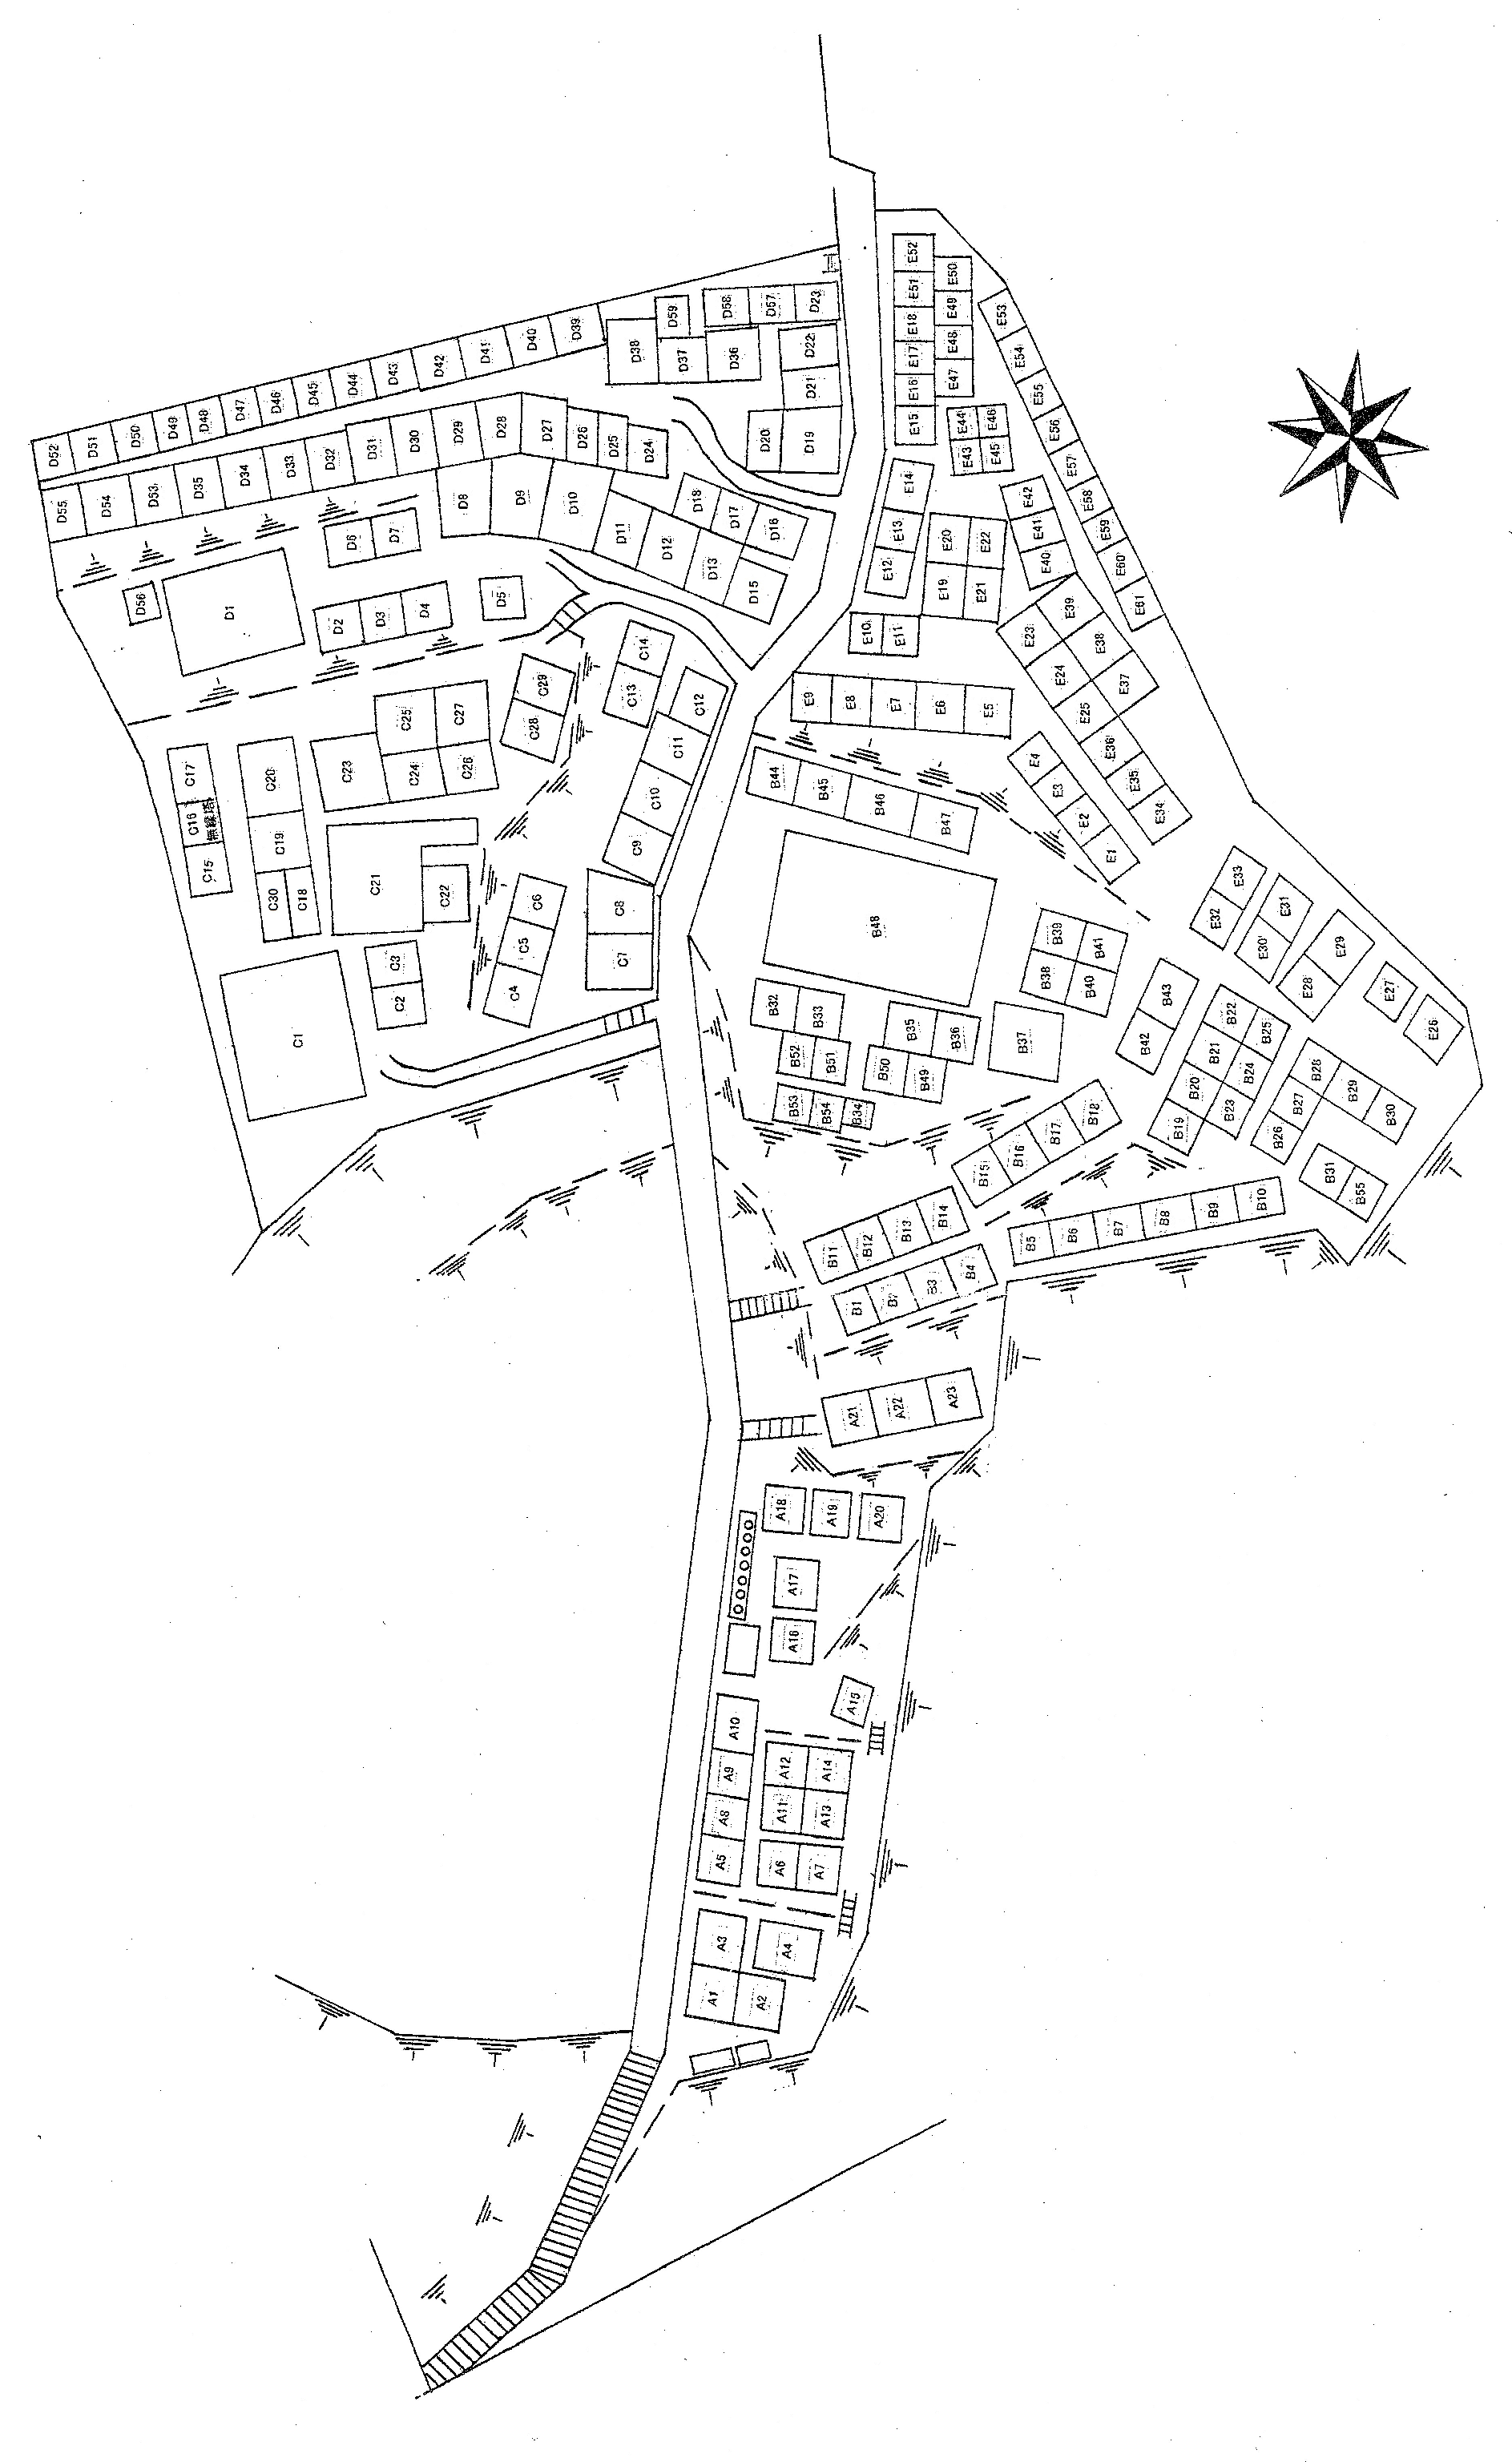 D52
D51
D50
D49
D48
D47
D46
D45
D44
D43
D42
D41
D40
D39
D55
D54
D53
D35
D34
D33
D32
D31
D30
D29
D28
D27
D26
D25
D24
D38
D59
D37
D36
D58
D57
D23
D22
D21
D20
D19
D56
D1
D6
D7
D2
D3
D4
D5
D8
D9
D10
D11
D12
D13
D15
D18
D17
D16
C17
C16
無線塔
C15
C20
C19
C30
C18
C23
C25
C27
C24
C26
C29
C28
C21
C22
C14
C13
C12
C11
C10
C9
C8
C7
C6
C5
C4
C3
C2
C1
E52
E51
E18
E17
E16
E15
E50
E49
E48
E47
E44
E46
E43
E45
E53
E54
E55
E56
E57
E58
E59
E60
E61
E14
E13
E12
E20
E22
E19
E21
E42
E41
E40
E10
E11
E9
E8
E7
E6
E5
E39
E23
E38
E24
E37
E25
E36
E35
E34
E4
E3
E2
E1
E33
E32
E31
E30
E29
E28
E27
E26
B44
B45
B46
B47
B48
B39
B41
B38
B40
B43
B42
B32
B33
B35
B36
B37
B52
B51
B50
B49
B53
B54
B34
B22
B25
B21
B24
B20
B23
B19
B28
B29
B30
B27
B26
B31
B55
B18
B17
B16
B15
B14
B13
B12
B11
B5
B6
B7
B8
B9
B10
B1
B2
B3
B4
A21
A22
A23
A18
A19
A20
A17
A16
A15
A10
A9
A8
A5
A12
A14
A11
A13
A6
A7
A3
A4
A1
A2